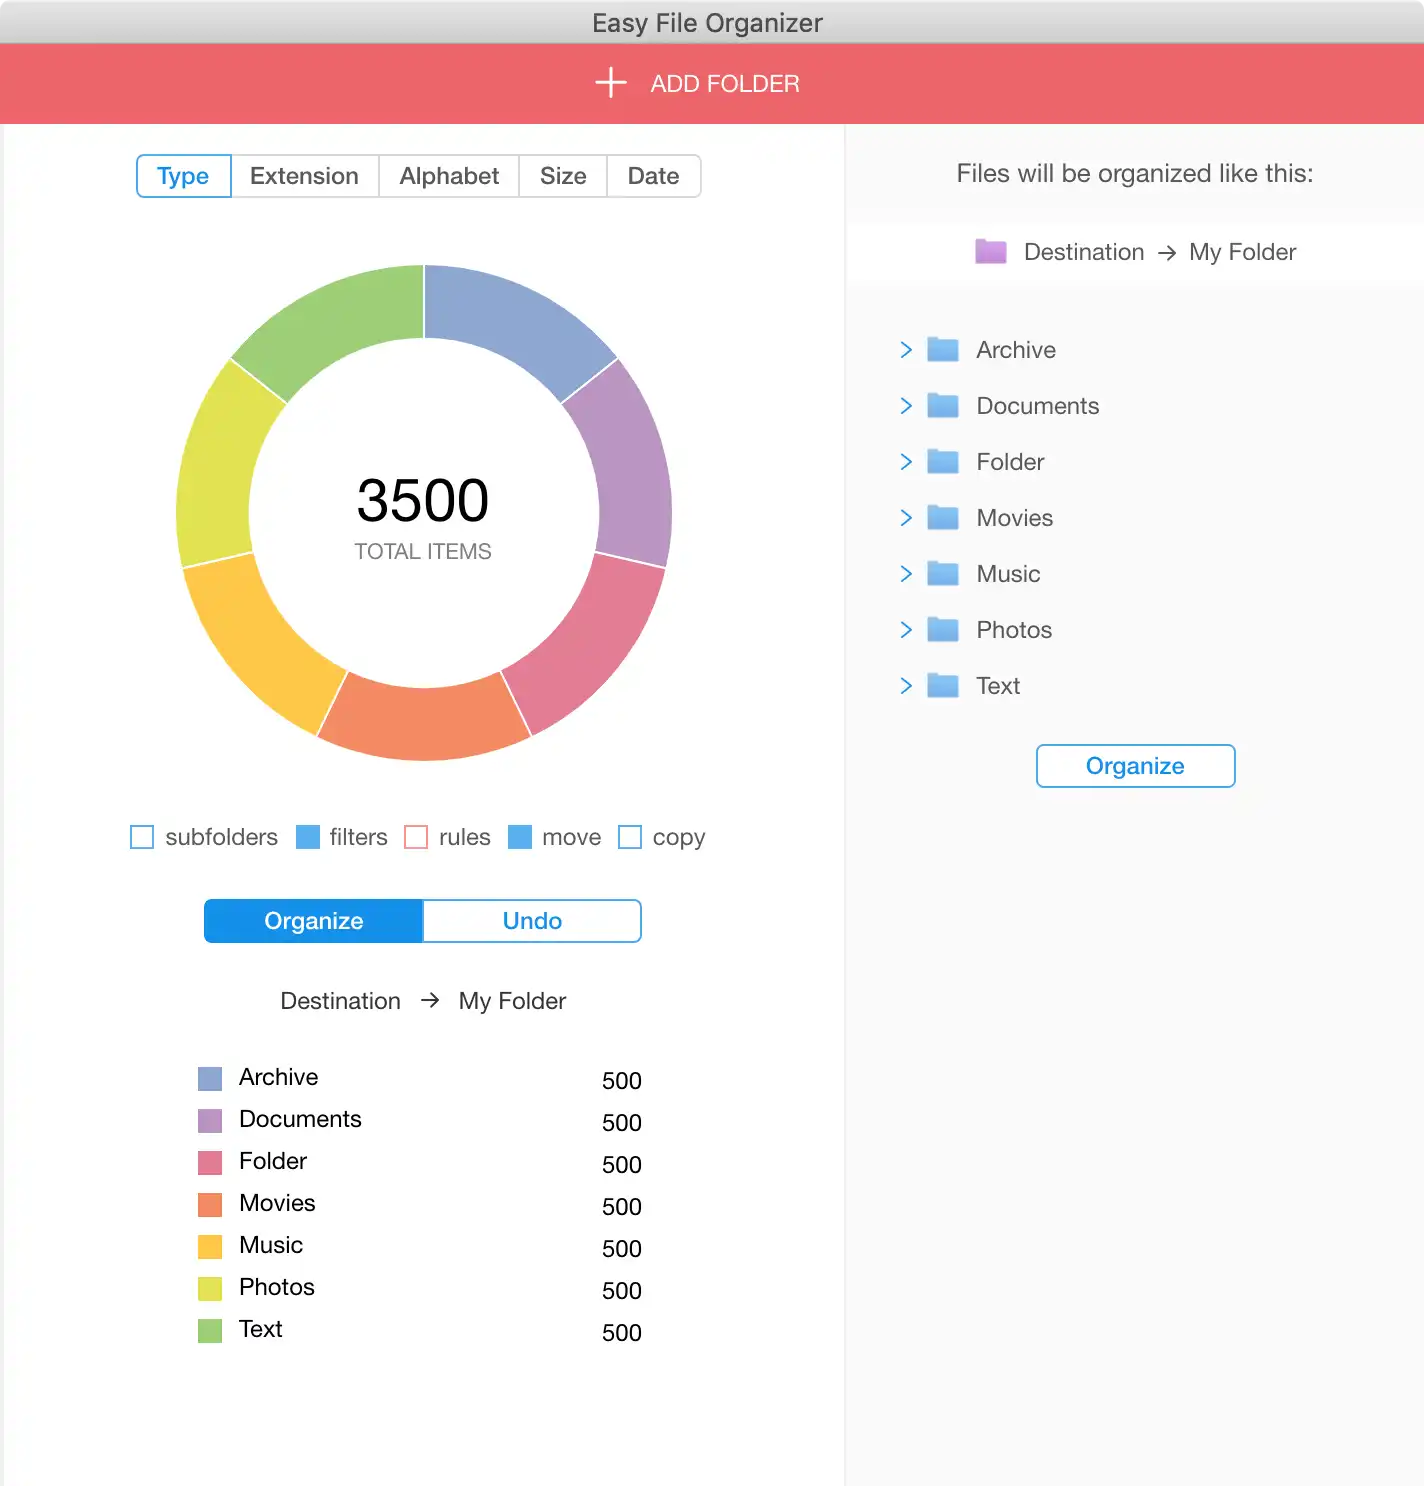 Easy File Organizer
ADD FOLDER
Type Extension Alphabet Size Date
3500
TOTAL ITEMS
subfolders filters rules move copy
Organize Undo
Destination → My Folder
Archive 500
Documents 500
Folder 500
Movies 500
Music 500
Photos 500
Text 500
Files will be organized like this:
Destination → My Folder
Archive
Documents
Folder
Movies
Music
Photos
Text
Organize